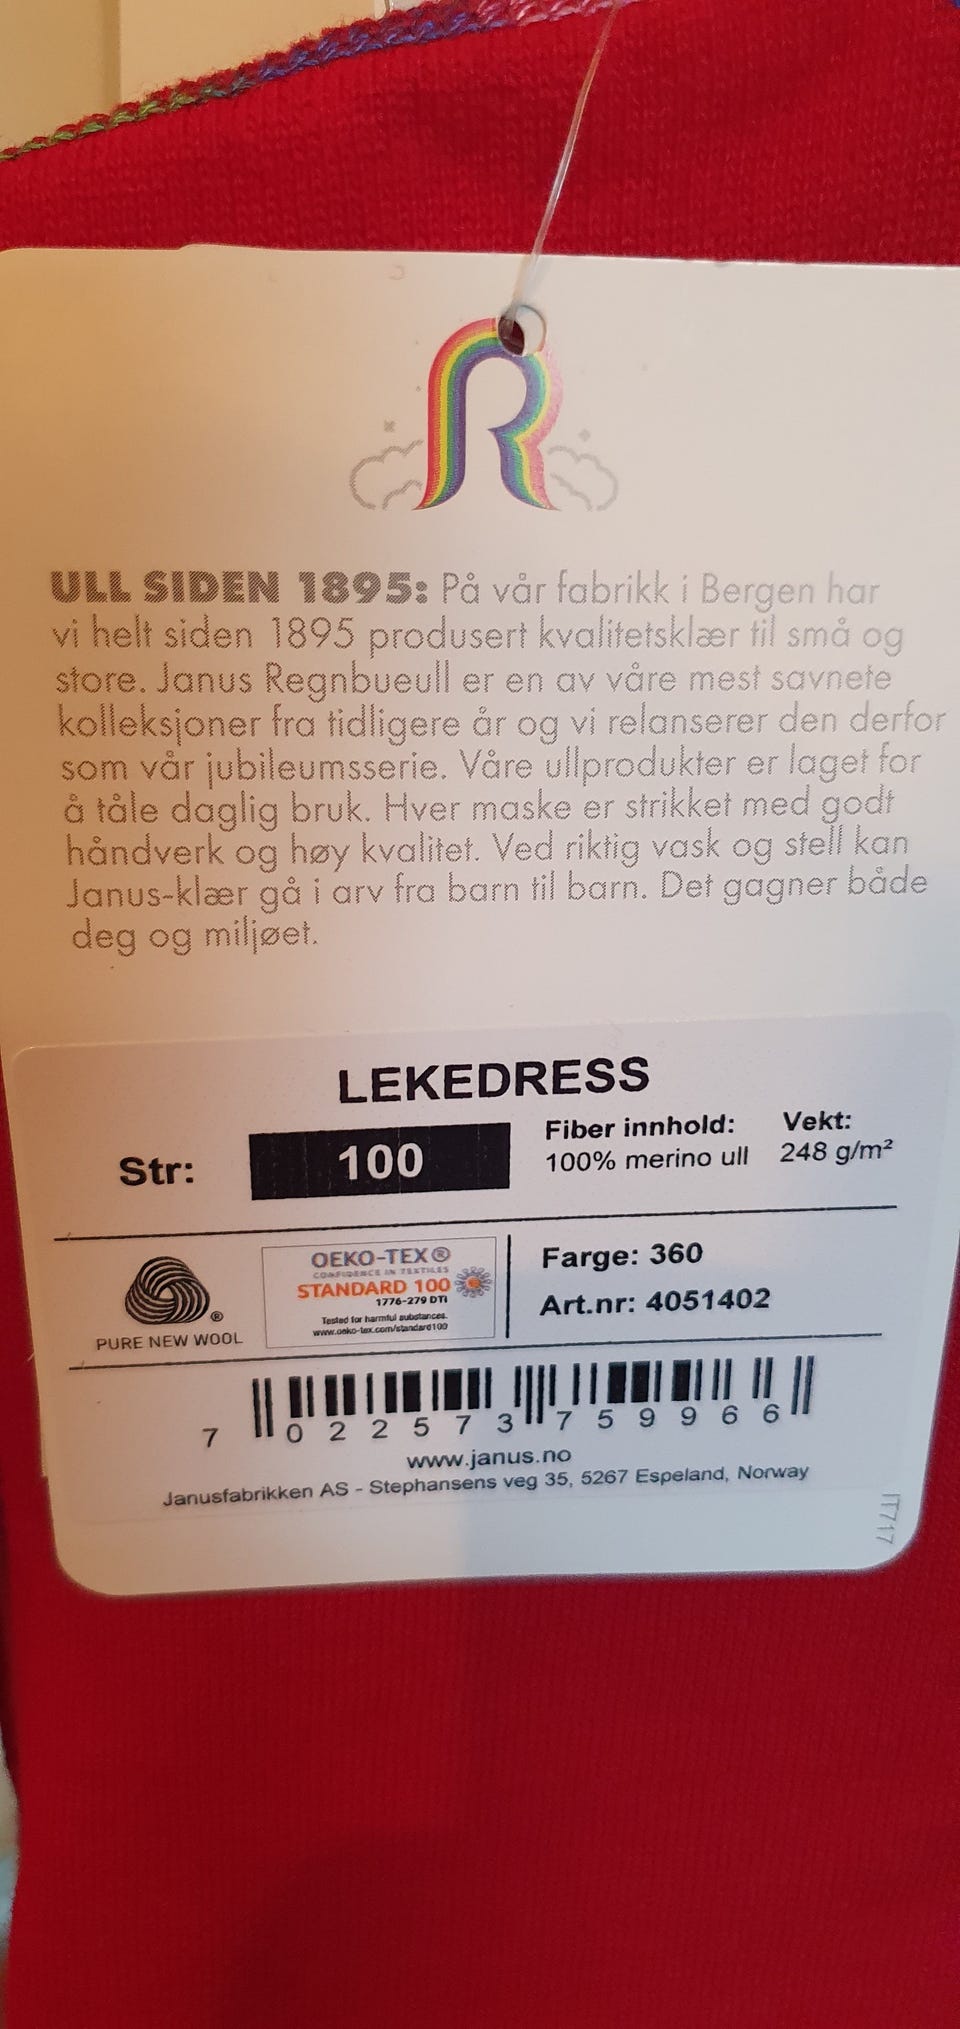 R
ULL SIDEN 1895: På vår fabrikk i Bergen har
vi helt siden 1895 produsert kvalitetsklær til små og
store. Janus Regnbueull er en av våre mest savnete
kolleksjoner fra tidligere år og vi relanserer den derfor
som vår jubileumsserie. Våre ullprodukter er laget for
å tåle daglig bruk. Hver maske er strikket med godt
håndverk og høy kvalitet. Ved riktig vask og stell kan
Janus-klær gå i arv fra barn til barn. Det gagner både
deg og miljøet.
LEKEDRESS
Str: 100
Fiber innhold:
100% merino ull
Vekt:
248 g/m²
PURE NEW WOOL
OEKO-TEX®
CONFIDENCE IN TEXTILES
STANDARD 100
1776-279 DTI
Tested for harmful substances.
www.oeko-tex.com/standard100
Farge: 360
Art.nr: 4051402
7 022573 759966
www.janus.no
Janusfabrikken AS - Stephansens veg 35, 5267 Espeland, Norway
IT717